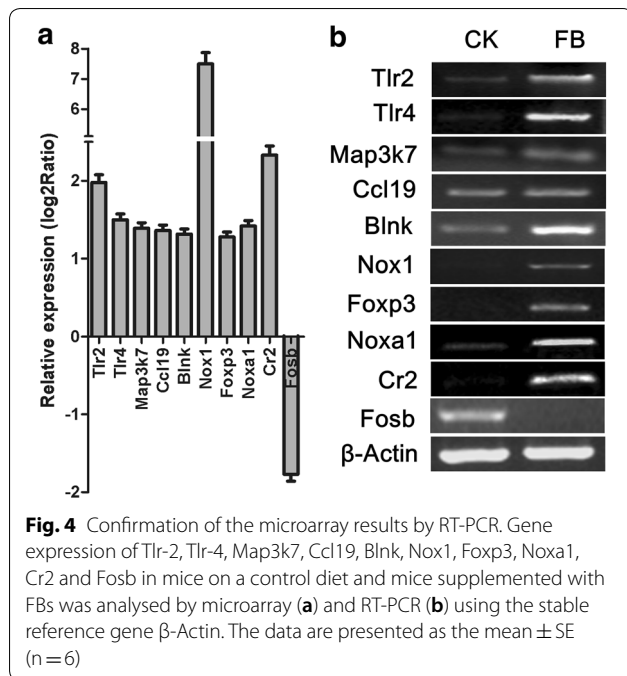 a
8
7
6
2
1
0
-1
-2
Relative expression (log2Ratio)
Tlr2
Tlr4
Map3k7
Ccl19
Blnk
Nox1
Foxp3
Noxa1
Cr2
Fosb
b
CK FB
Tlr2
Tlr4
Map3k7
Ccl19
Blnk
Nox1
Foxp3
Noxa1
Cr2
Fosb
β-Actin
Fig. 4 Confirmation of the microarray results by RT-PCR. Gene
expression of Tlr-2, Tlr-4, Map3k7, Ccl19, Blnk, Nox1, Foxp3, Noxa1,
Cr2 and Fosb in mice on a control diet and mice supplemented with
FBs was analysed by microarray (a) and RT-PCR (b) using the stable
reference gene β-Actin. The data are presented as the mean ± SE
(n = 6)